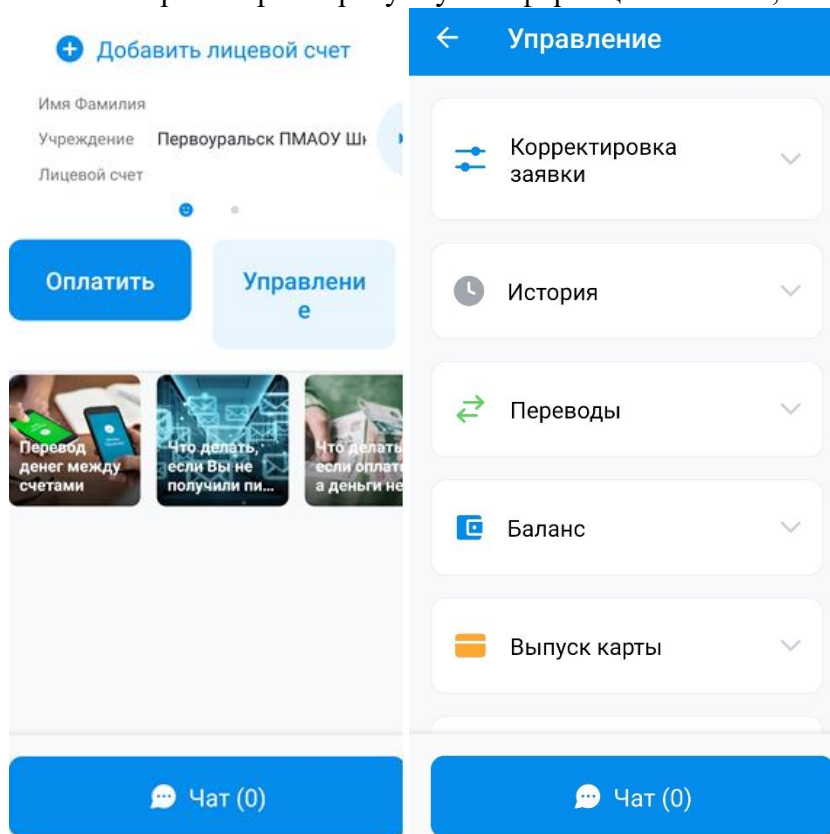 Добавить лицевой счет
Имя Фамилия
Учреждение Первоуральск ПМАОУ Шк
Лицевой счет
Оплатить
Управлени
е
Перевод
денег между
счетами
Что делать,
если Вы не
получили пи...
Что делать
если оплат
а деньги не
Чат (0)
Управление
Корректировка
заявки
История
Переводы
Баланс
Выпуск карты
Чат (0)